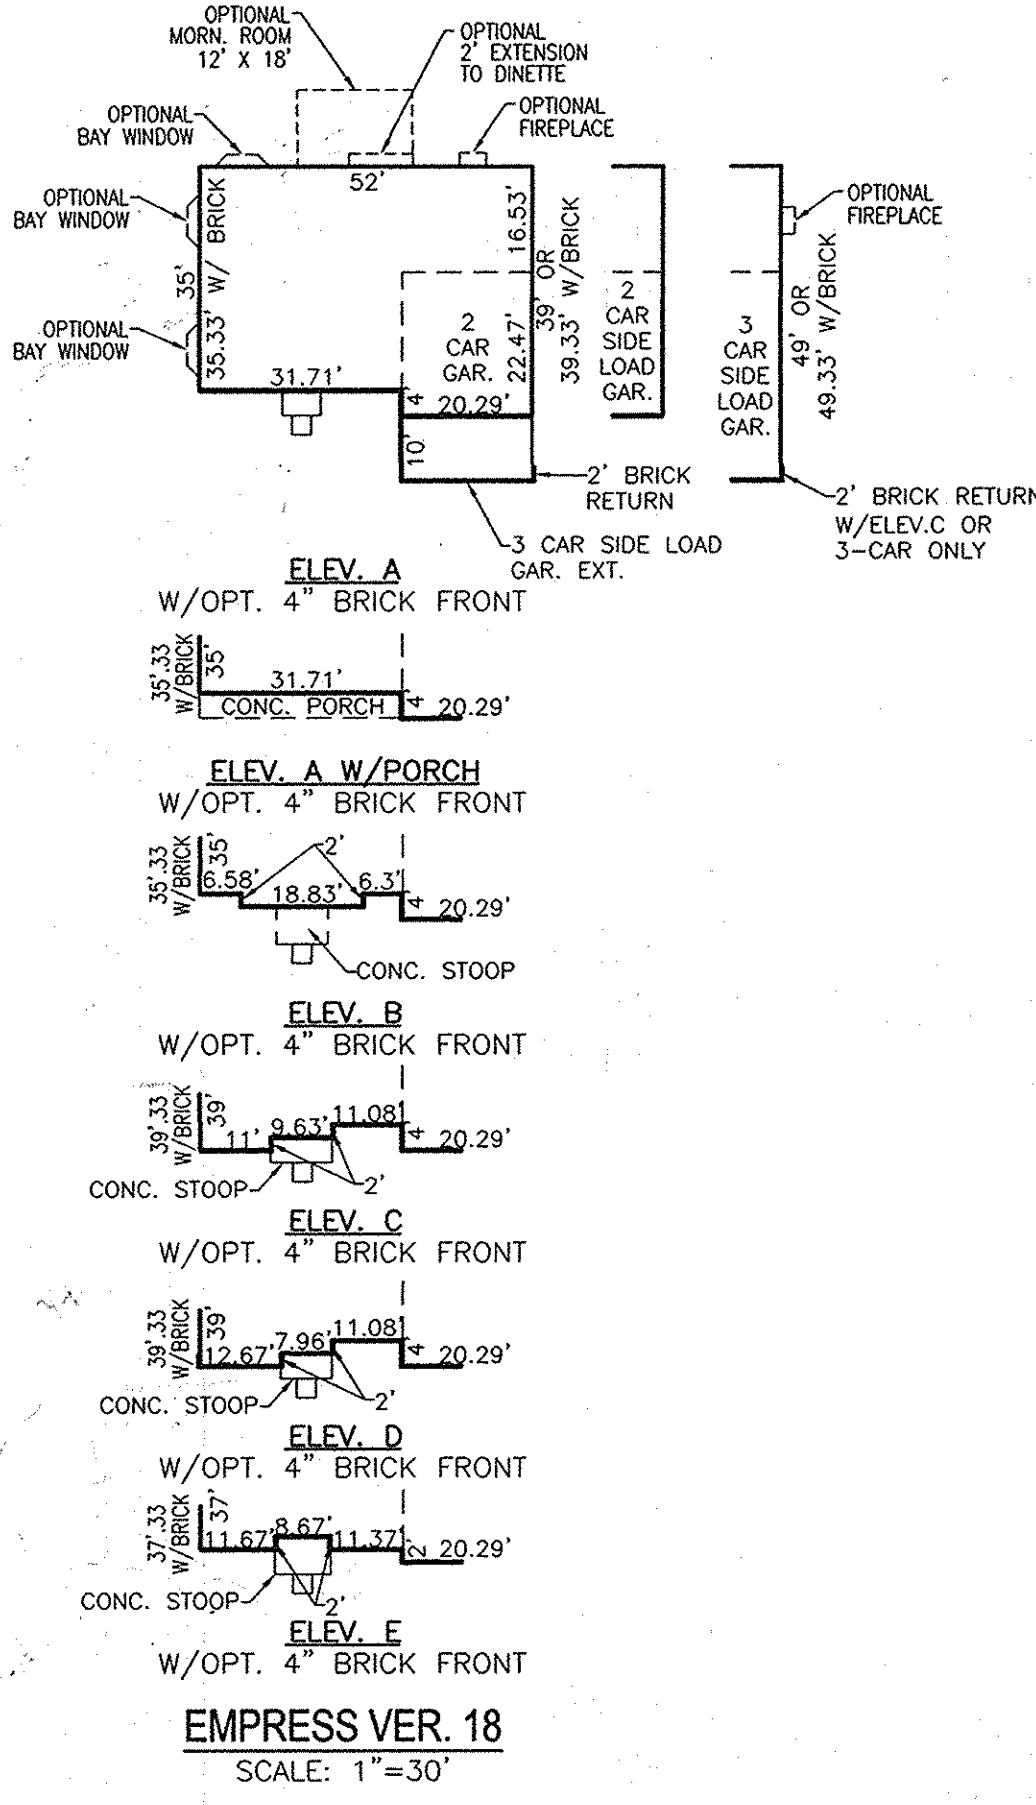 OPTIONAL
MORN. ROOM
12' X 18'
OPTIONAL
2' EXTENSION
TO DINETTE
OPTIONAL
BAY WINDOW
OPTIONAL
FIREPLACE
52'
OPTIONAL
BAY WINDOW
OPTIONAL
BAY WINDOW
35' W/ BRICK
35.33'
16.53'
22.47'
39' OR
39.33' W/BRICK
2
CAR
GAR.
2
CAR
SIDE
LOAD
GAR.
3
CAR
SIDE
LOAD
GAR.
OPTIONAL
FIREPLACE
49' OR
49.33' W/BRICK
31.71'
4
20.29'
10'
2' BRICK
RETURN
2' BRICK RETURN
W/ELEV.C OR
3-CAR ONLY
3 CAR SIDE LOAD
GAR. EXT.
ELEV. A
W/OPT. 4" BRICK FRONT
35'.33
W/BRICK
35'
31.71'
CONC. PORCH
4
20.29'
ELEV. A W/PORCH
W/OPT. 4" BRICK FRONT
35'.33
W/BRICK
35'
6.58'
2'
18.83'
6.3'
4
20.29'
CONC. STOOP
ELEV. B
W/OPT. 4" BRICK FRONT
39'.33
W/BRICK
39'
11'
9.63'
11.08'
4
20.29'
CONC. STOOP
2'
ELEV. C
W/OPT. 4" BRICK FRONT
39'.33
W/BRICK
39'
12.67'
7.96'
11.08'
4
20.29'
CONC. STOOP
2'
ELEV. D
W/OPT. 4" BRICK FRONT
37'.33
W/BRICK
37'
11.67'
8.67'
11.37'
2'
20.29'
CONC. STOOP
2'
ELEV. E
W/OPT. 4" BRICK FRONT
EMPRESS VER. 18
SCALE: 1"=30'